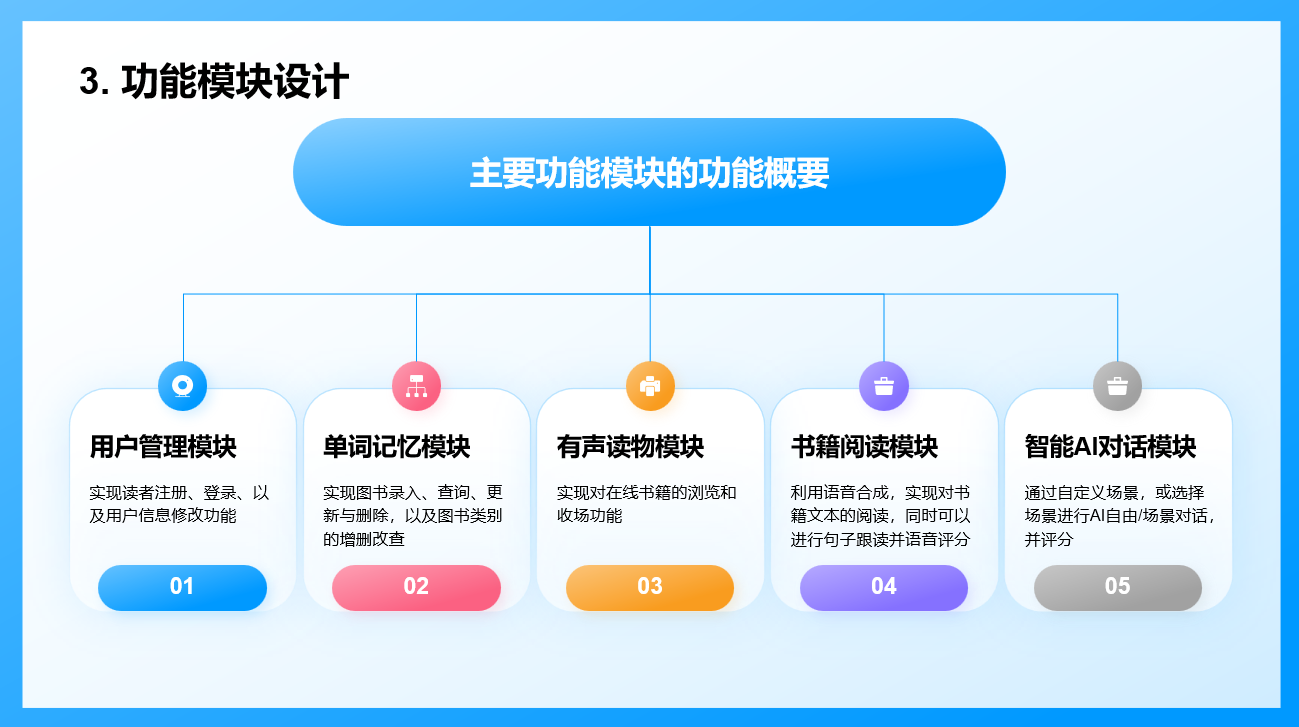 3. 功能模块设计
主要功能模块的功能概要
用户管理模块
实现读者注册、登录、以
及用户信息修改功能
01
单词记忆模块
实现图书录入、查询、更
新与删除，以及图书类别
的增删改查
02
有声读物模块
实现对在线书籍的浏览和
收场功能
03
书籍阅读模块
利用语音合成，实现对书
籍文本的阅读，同时可以
进行句子跟读并语音评分
04
智能AI对话模块
通过自定义场景，或选择
场景进行AI自由/场景对话，
并评分
05